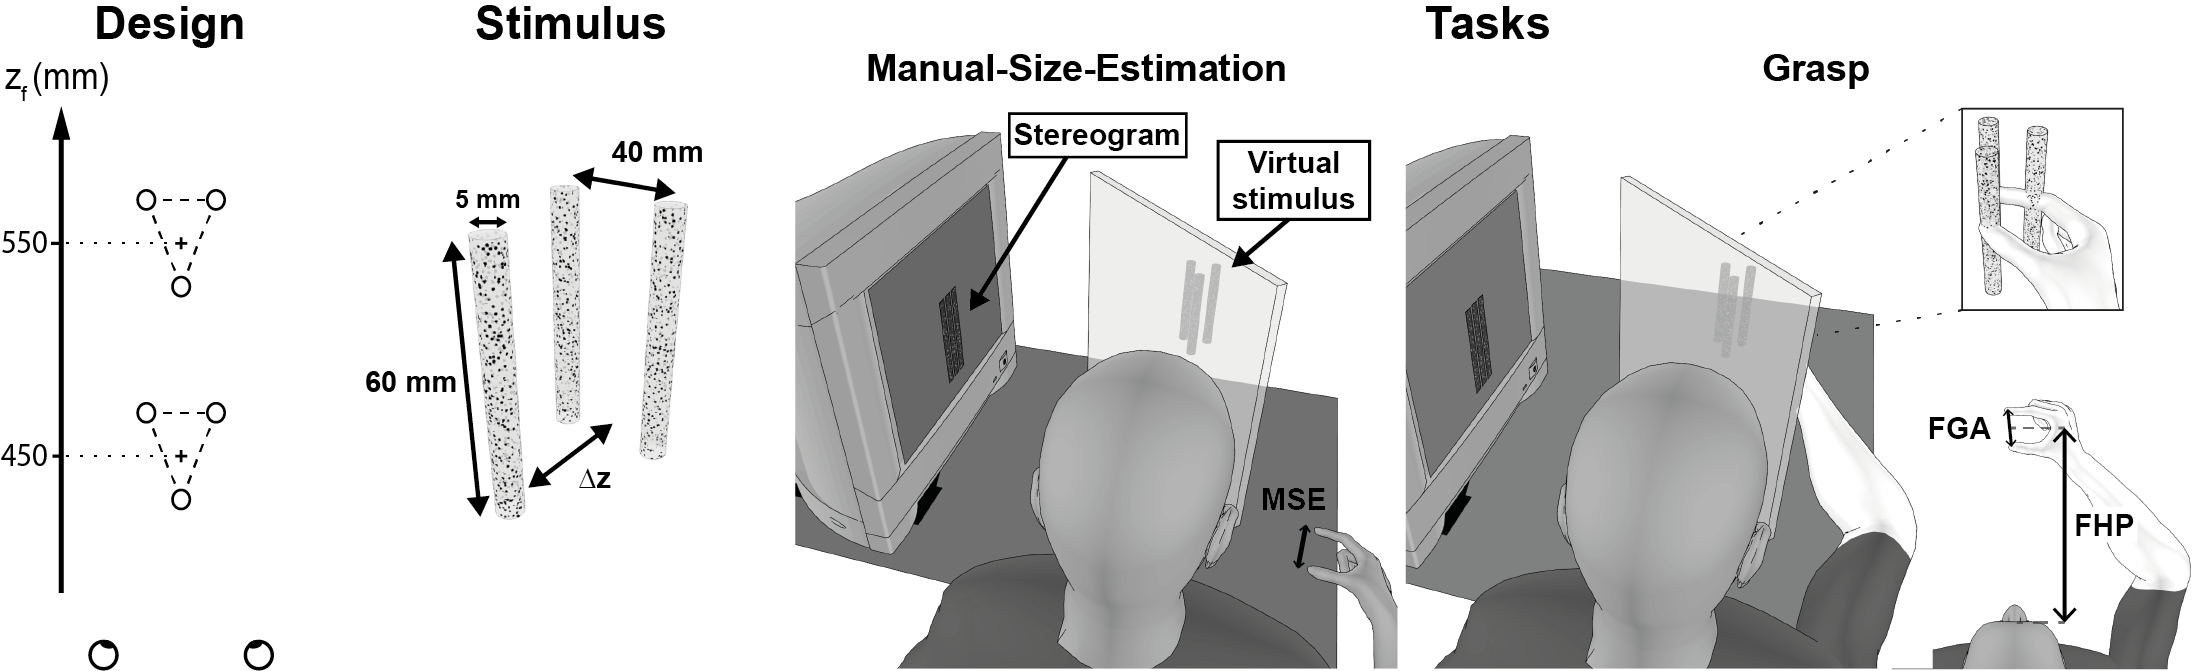 Design
z_f (mm)
550
450
Stimulus
5 mm
40 mm
60 mm
Δz
Tasks
Manual-Size-Estimation
Stereogram
Virtual
stimulus
MSE
Grasp
FGA
FHP